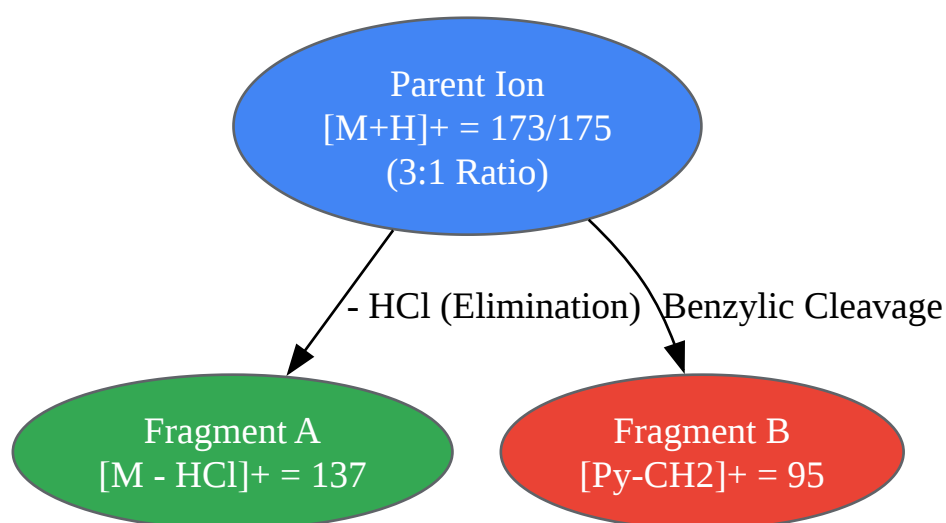 Parent Ion
[M+H]+ = 173/175
(3:1 Ratio)
- HCl (Elimination)
Benzylic Cleavage
Fragment A
[M - HCl]+ = 137
Fragment B
[Py-CH2]+ = 95